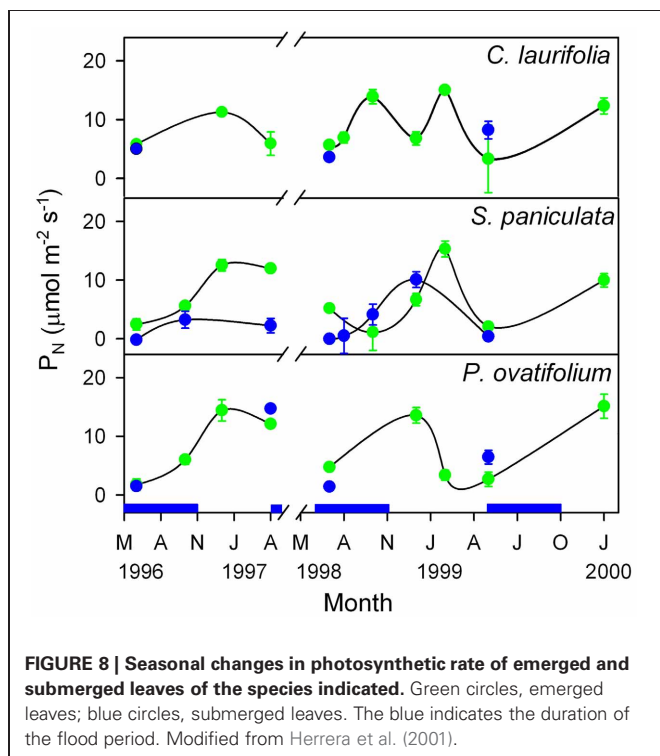 C. laurifolia
20
10
0
S. paniculata
20
10
0
P. ovatifolium
20
10
0
P_N (μmol m⁻² s⁻¹)
M A N J A M A N J A J O J
1996 1997 1998 1999 2000
Month
FIGURE 8 | Seasonal changes in photosynthetic rate of emerged and
submerged leaves of the species indicated. Green circles, emerged
leaves; blue circles, submerged leaves. The blue indicates the duration of
the flood period. Modified from Herrera et al. (2001).